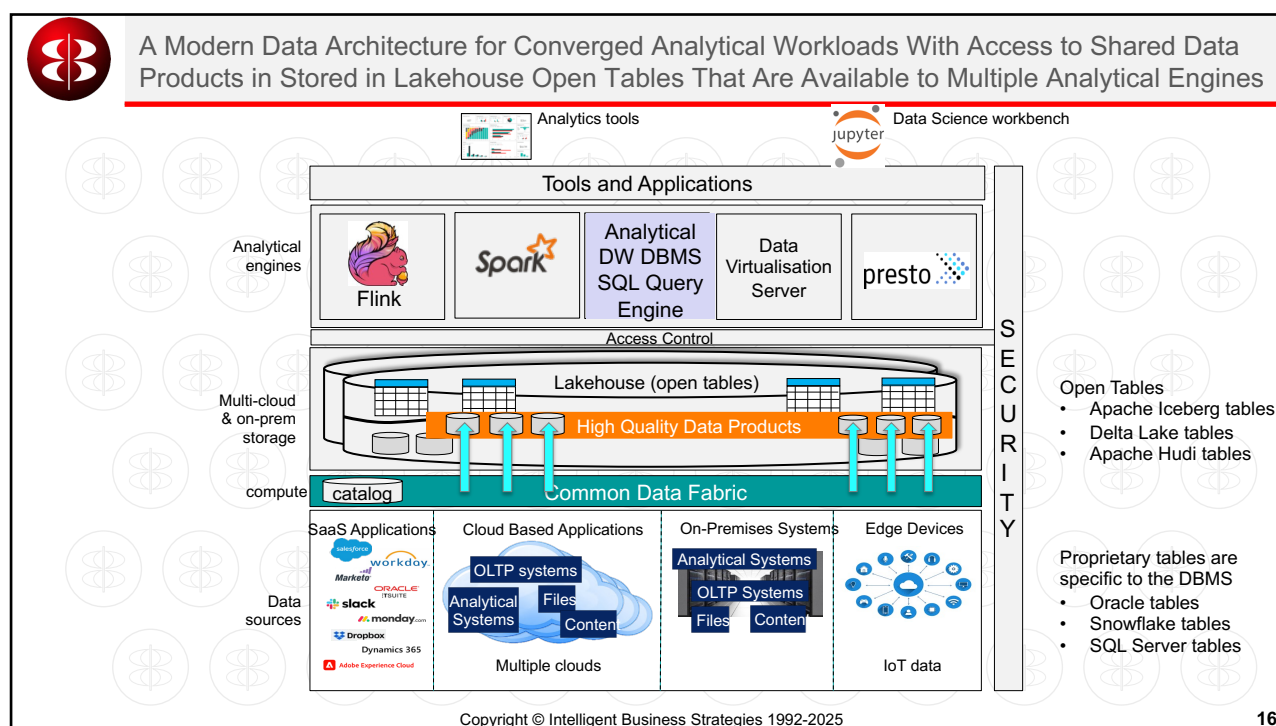 A Modern Data Architecture for Converged Analytical Workloads With Access to Shared Data
Products in Stored in Lakehouse Open Tables That Are Available to Multiple Analytical Engines
Analytics tools
jupyter
Data Science workbench
Tools and Applications
Analytical
engines
Flink
Spark
Analytical
DW DBMS
SQL Query
Engine
Data
Virtualisation
Server
presto
Access Control
SECURITY
Multi-cloud
& on-prem
storage
Lakehouse (open tables)
High Quality Data Products
compute
catalog
Common Data Fabric
Data
sources
SaaS Applications
salesforce
workday.
Marketo
ORACLE
TSUITE
slack
monday.com
Dropbox
Dynamics 365
Adobe Experience Cloud
Cloud Based Applications
OLTP systems
Analytical
Systems
Files
Content
Multiple clouds
On-Premises Systems
Analytical Systems
OLTP Systems
Files
Content
Edge Devices
IoT data
Open Tables
• Apache Iceberg tables
• Delta Lake tables
• Apache Hudi tables
Proprietary tables are
specific to the DBMS
• Oracle tables
• Snowflake tables
• SQL Server tables
Copyright © Intelligent Business Strategies 1992-2025
16